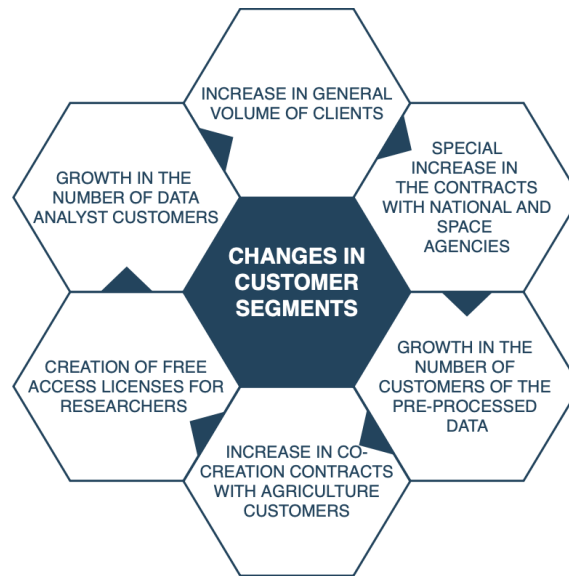 INCREASE IN GENERAL
VOLUME OF CLIENTS
SPECIAL
INCREASE IN
THE CONTRACTS
WITH NATIONAL AND
SPACE
AGENCIES
GROWTH IN THE
NUMBER OF
CUSTOMERS OF THE
PRE-PROCESSED
DATA
INCREASE IN CO-
CREATION CONTRACTS
WITH AGRICULTURE
CUSTOMERS
CREATION OF FREE
ACCESS LICENSES FOR
RESEARCHERS
GROWTH IN THE
NUMBER OF DATA
ANALYST CUSTOMERS
CHANGES IN
CUSTOMER
SEGMENTS